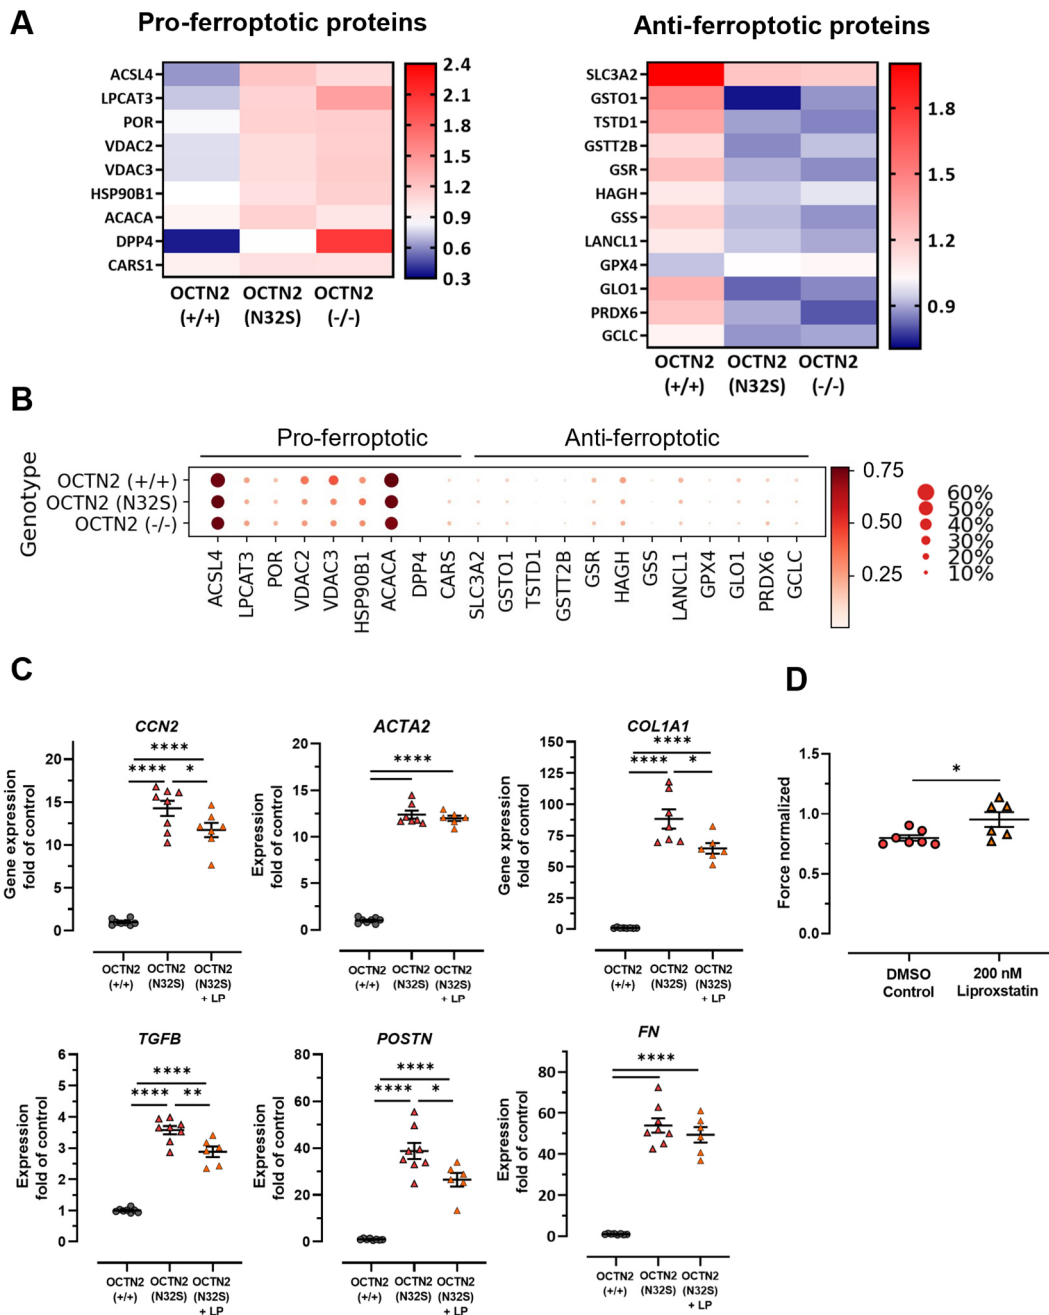 A
Pro-ferroptotic proteins
ACSL4
LPCAT3
POR
VDAC2
VDAC3
HSP90B1
ACACA
DPP4
CARS1
2.4
2.1
1.8
1.5
1.2
0.9
0.6
0.3
OCTN2 (+/+)
OCTN2 (N32S)
OCTN2 (-/-)
Anti-ferroptotic proteins
SLC3A2
GSTO1
TSTD1
GSTT2B
GSR
HAGH
GSS
LANCL1
GPX4
GLO1
PRDX6
GCLC
1.8
1.5
1.2
0.9
OCTN2 (+/+)
OCTN2 (N32S)
OCTN2 (-/-)
B
Pro-ferroptotic
Anti-ferroptotic
Genotype
OCTN2 (+/+)
OCTN2 (N32S)
OCTN2 (-/-)
ACSL4
LPCAT3
POR
VDAC2
VDAC3
HSP90B1
ACACA
DPP4
CARS
SLC3A2
GSTO1
TSTD1
GSTT2B
GSR
HAGH
GSS
LANCL1
GPX4
GLO1
PRDX6
GCLC
0.75
0.50
0.25
60%
50%
40%
30%
20%
10%
C
CCN2
Gene expression
fold of control
20
15
10
5
0
****
**** *
OCTN2 (+/+)
OCTN2 (N32S)
OCTN2 (N32S) + LP
ACTA2
Expression
fold of control
20
15
10
5
0
****
OCTN2 (+/+)
OCTN2 (N32S)
OCTN2 (N32S) + LP
COL1A1
Gene expression
fold of control
150
125
100
75
50
25
0
****
**** *
OCTN2 (+/+)
OCTN2 (N32S)
OCTN2 (N32S) + LP
D
Force normalized
1.5
1.0
0.5
0.0
*
DMSO Control
200 nM Liproxstatin
TGFB
Expression
fold of control
6
5
4
3
2
1
0
****
**** **
OCTN2 (+/+)
OCTN2 (N32S)
OCTN2 (N32S) + LP
POSTN
Expression
fold of control
80
60
40
20
0
****
**** *
OCTN2 (+/+)
OCTN2 (N32S)
OCTN2 (N32S) + LP
FN
Expression
fold of control
80
60
40
20
0
****
OCTN2 (+/+)
OCTN2 (N32S)
OCTN2 (N32S) + LP